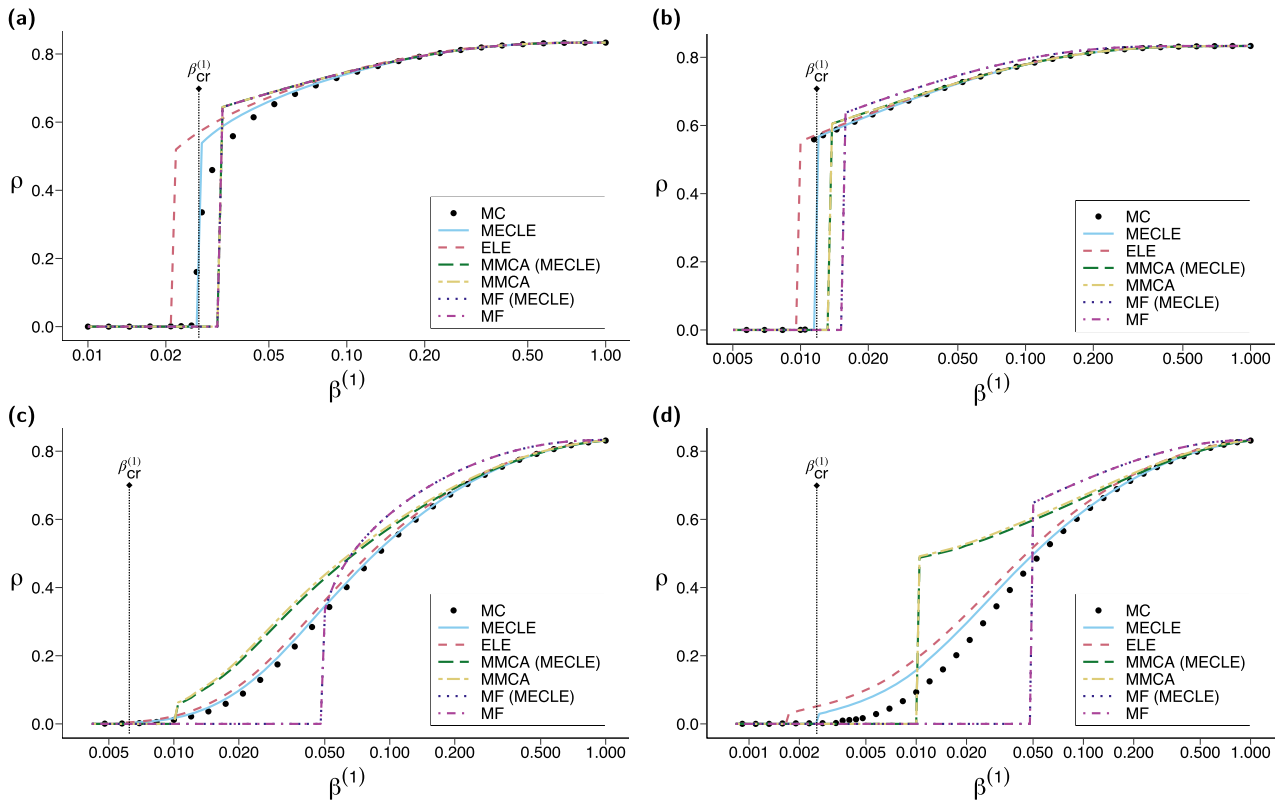 (a)
β(1)cr
ρ
0.8
0.6
0.4
0.2
0.0
MC
MECLE
ELE
MMCA (MECLE)
MMCA
MF (MECLE)
MF
0.01 0.02 0.05 0.10 0.20 0.50 1.00
β(1)
(b)
β(1)cr
ρ
0.8
0.6
0.4
0.2
0.0
MC
MECLE
ELE
MMCA (MECLE)
MMCA
MF (MECLE)
MF
0.005 0.010 0.020 0.050 0.100 0.200 0.500 1.000
β(1)
(c)
β(1)cr
ρ
0.8
0.6
0.4
0.2
0.0
MC
MECLE
ELE
MMCA (MECLE)
MMCA
MF (MECLE)
MF
0.005 0.010 0.020 0.050 0.100 0.200 0.500 1.000
β(1)
(d)
β(1)cr
ρ
0.8
0.6
0.4
0.2
0.0
MC
MECLE
ELE
MMCA (MECLE)
MMCA
MF (MECLE)
MF
0.001 0.002 0.005 0.010 0.020 0.050 0.100 0.200 0.500 1.000
β(1)